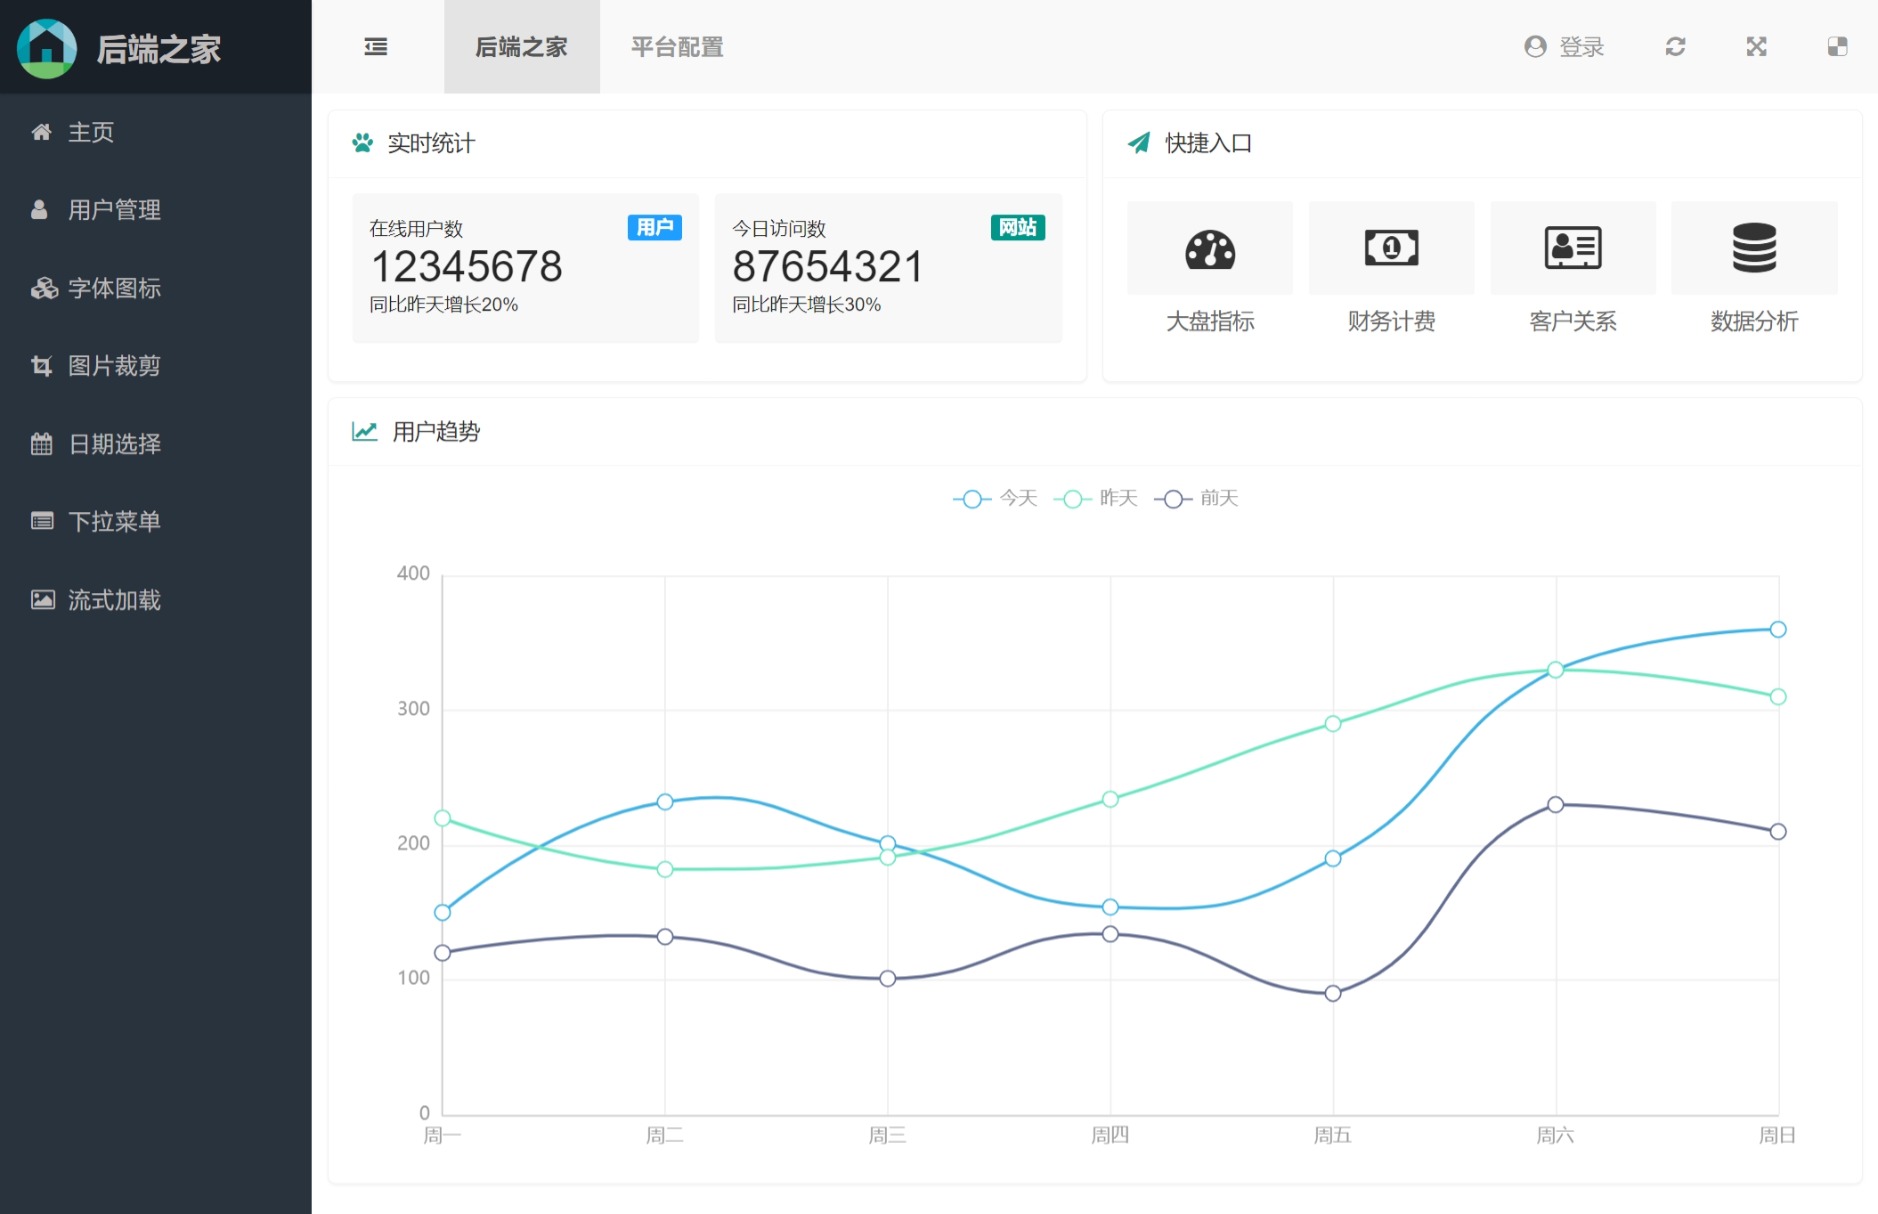 后端之家
后端之家
平台配置
登录
主页
用户管理
字体图标
图片裁剪
日期选择
下拉菜单
流式加载
实时统计
在线用户数
用户
12345678
同比昨天增长20%
今日访问数
网站
87654321
同比昨天增长30%
快捷入口
大盘指标
财务计费
客户关系
数据分析
用户趋势
今天
昨天
前天
400
300
200
100
0
周一
周二
周三
周四
周五
周六
周日